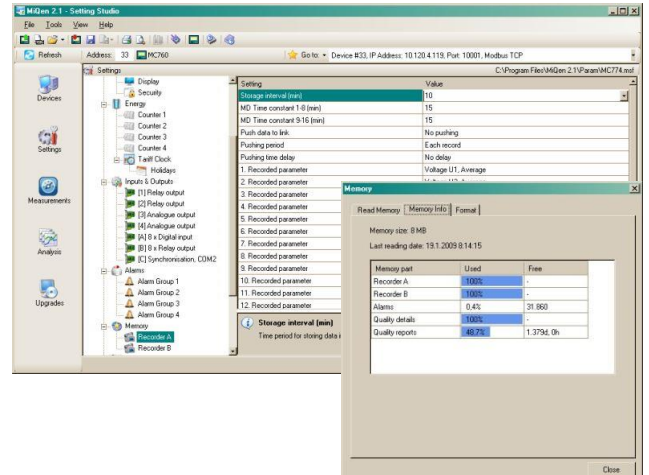 MiQen 2.1 - Setting Studio
File Tools View Help
Refresh Address: 33 MC760 Go to: Device #33, IP Address: 10.120.4.119, Port: 10001, Modbus TCP
Settings C:\Program Files\MiQen 2.1\Param\MC774.msf
Devices
Settings
Measurements
Analysis
Upgrades
Display
Security
Energy
Counter 1
Counter 2
Counter 3
Counter 4
Tariff Clock
Holidays
Inputs & Outputs
[1] Relay output
[2] Relay output
[3] Analogue output
[4] Analogue output
[A] 8 x Digital input
[B] 8 x Relay output
[C] Synchronisation, COM2
Alarms
Alarm Group 1
Alarm Group 2
Alarm Group 3
Alarm Group 4
Memory
Recorder A
Recorder B
Setting Value
Storage interval (min) 10
MD Time constant 1-8 (min) 15
MD Time constant 9-16 (min) 15
Push data to link No pushing
Pushing period Each record
Pushing time delay No delay
1. Recorded parameter Voltage U1, Average
2. Recorded parameter
3. Recorded parameter
4. Recorded parameter
5. Recorded parameter
6. Recorded parameter
7. Recorded parameter
8. Recorded parameter
9. Recorded parameter
10. Recorded parameter
11. Recorded parameter
12. Recorded parameter
Storage interval (min)
Time period for storing data
Memory
Read Memory Memory Info Format
Memory size: 8 MB
Last reading date: 19.1.2009 8:14:15
Memory part Used Free
Recorder A 100% -
Recorder B 100% -
Alarms 0,4% 31.860
Quality details 100% -
Quality reports 48,7% 1.379d, 0h
Close